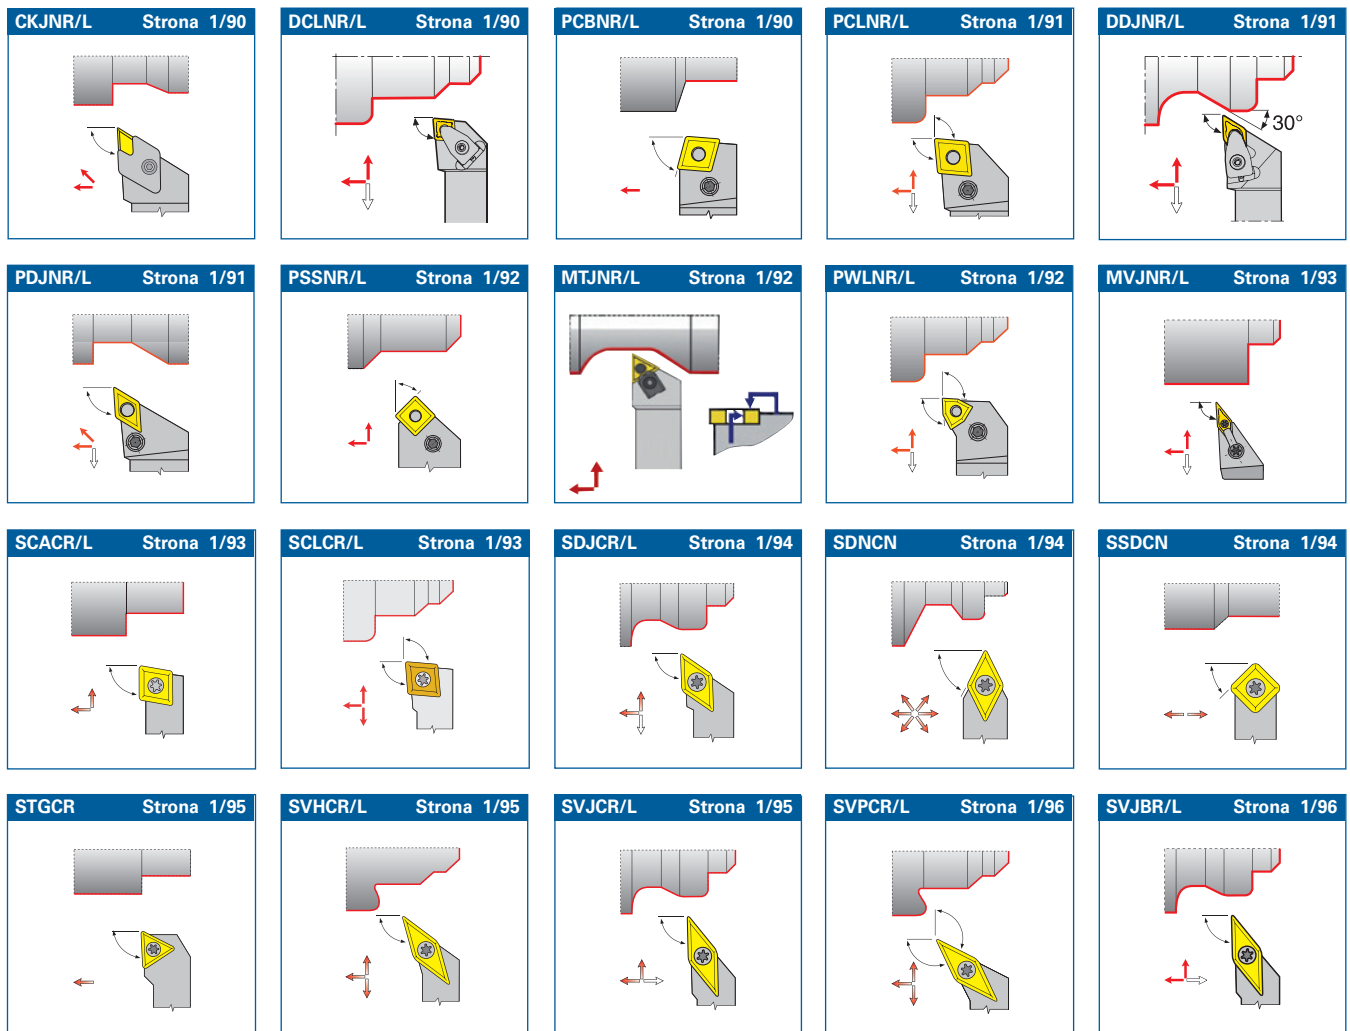 CKJNR/L Strona 1/90
DCLNR/L Strona 1/90
PCBNR/L Strona 1/90
PCLNR/L Strona 1/91
DDJNR/L Strona 1/91
30°
PDJNR/L Strona 1/91
PSSNR/L Strona 1/92
MTJNR/L Strona 1/92
PWLNR/L Strona 1/92
MVJNR/L Strona 1/93
SCACR/L Strona 1/93
SCLCR/L Strona 1/93
SDJCR/L Strona 1/94
SDNCN Strona 1/94
SSDCN Strona 1/94
STGCR Strona 1/95
SVHCR/L Strona 1/95
SVJCR/L Strona 1/95
SVPCR/L Strona 1/96
SVJBR/L Strona 1/96